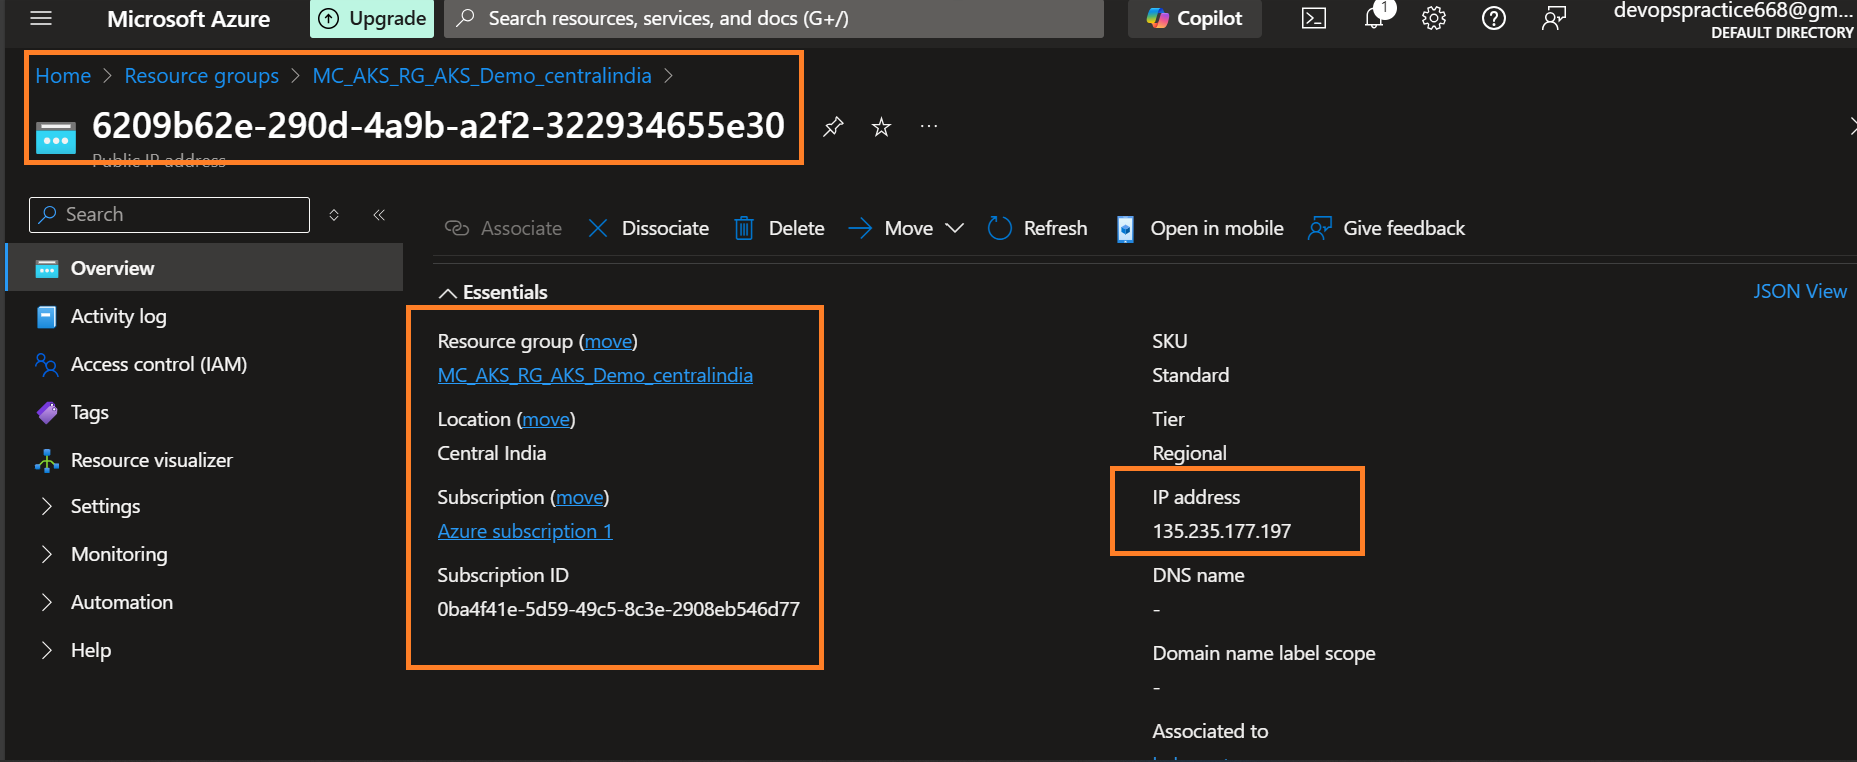 Microsoft Azure
Upgrade
Search resources, services, and docs (G+/)
Copilot
1
devopspractice668@gm...
DEFAULT DIRECTORY
Home > Resource groups > MC_AKS_RG_AKS_Demo_centralindia >
6209b62e-290d-4a9b-a2f2-322934655e30
Public IP address
Search
Associate
Dissociate
Delete
Move
Refresh
Open in mobile
Give feedback
Overview
Activity log
Access control (IAM)
Tags
Resource visualizer
Settings
Monitoring
Automation
Help
Essentials
JSON View
Resource group (move)
MC_AKS_RG_AKS_Demo_centralindia
Location (move)
Central India
Subscription (move)
Azure subscription 1
Subscription ID
0ba4f41e-5d59-49c5-8c3e-2908eb546d77
SKU
Standard
Tier
Regional
IP address
135.235.177.197
DNS name
-
Domain name label scope
-
Associated to